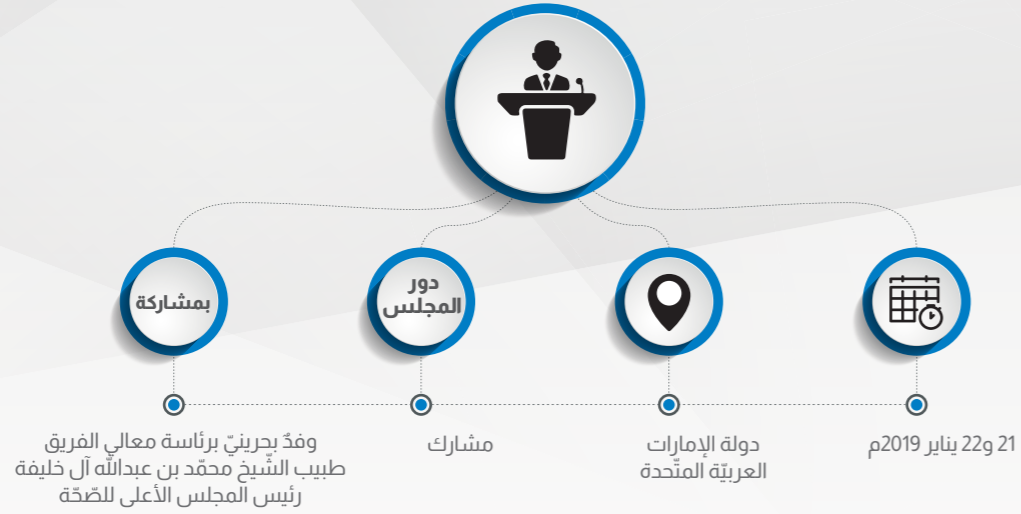 21 و22 يناير 2019م
دولة الإمارات
العربيّة المتّحدة
دور
المجلس
مشارك
بمشاركة
وفدٌ بحرينيّ برئاسة معالي الفريق
طبيب الشّيخ محمّد بن عبدالله آل خليفة
رئيس المجلس الأعلى للصّحّة